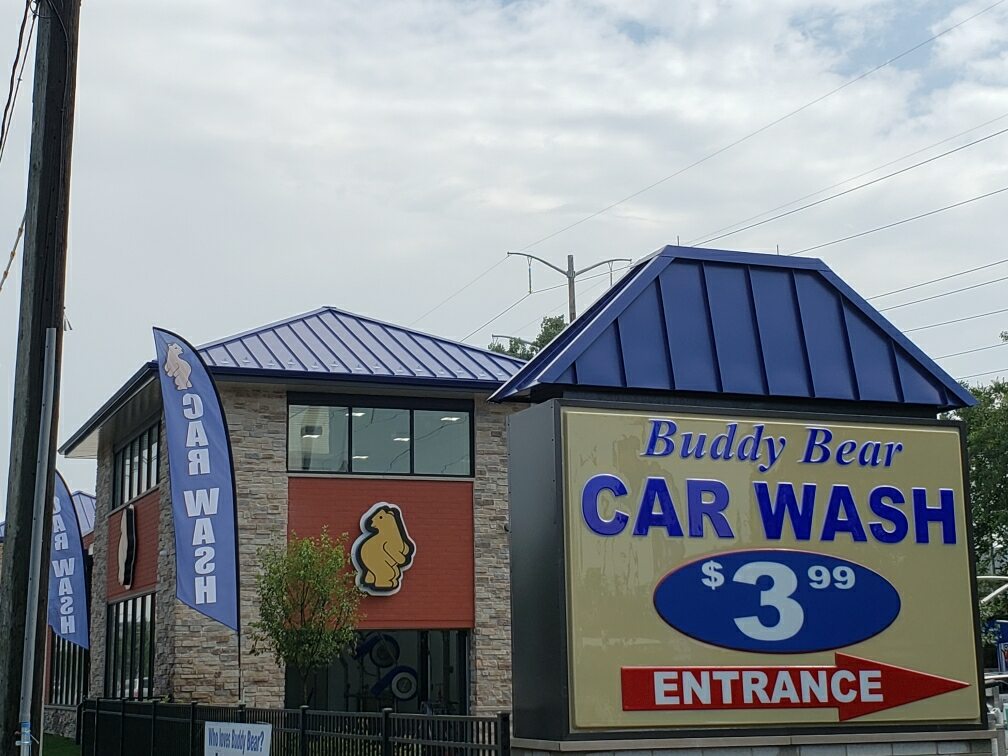 Buddy Bear
CAR WASH
$3.99
ENTRANCE
CAR WASH
CAR WASH
Who loves Buddy Bear?